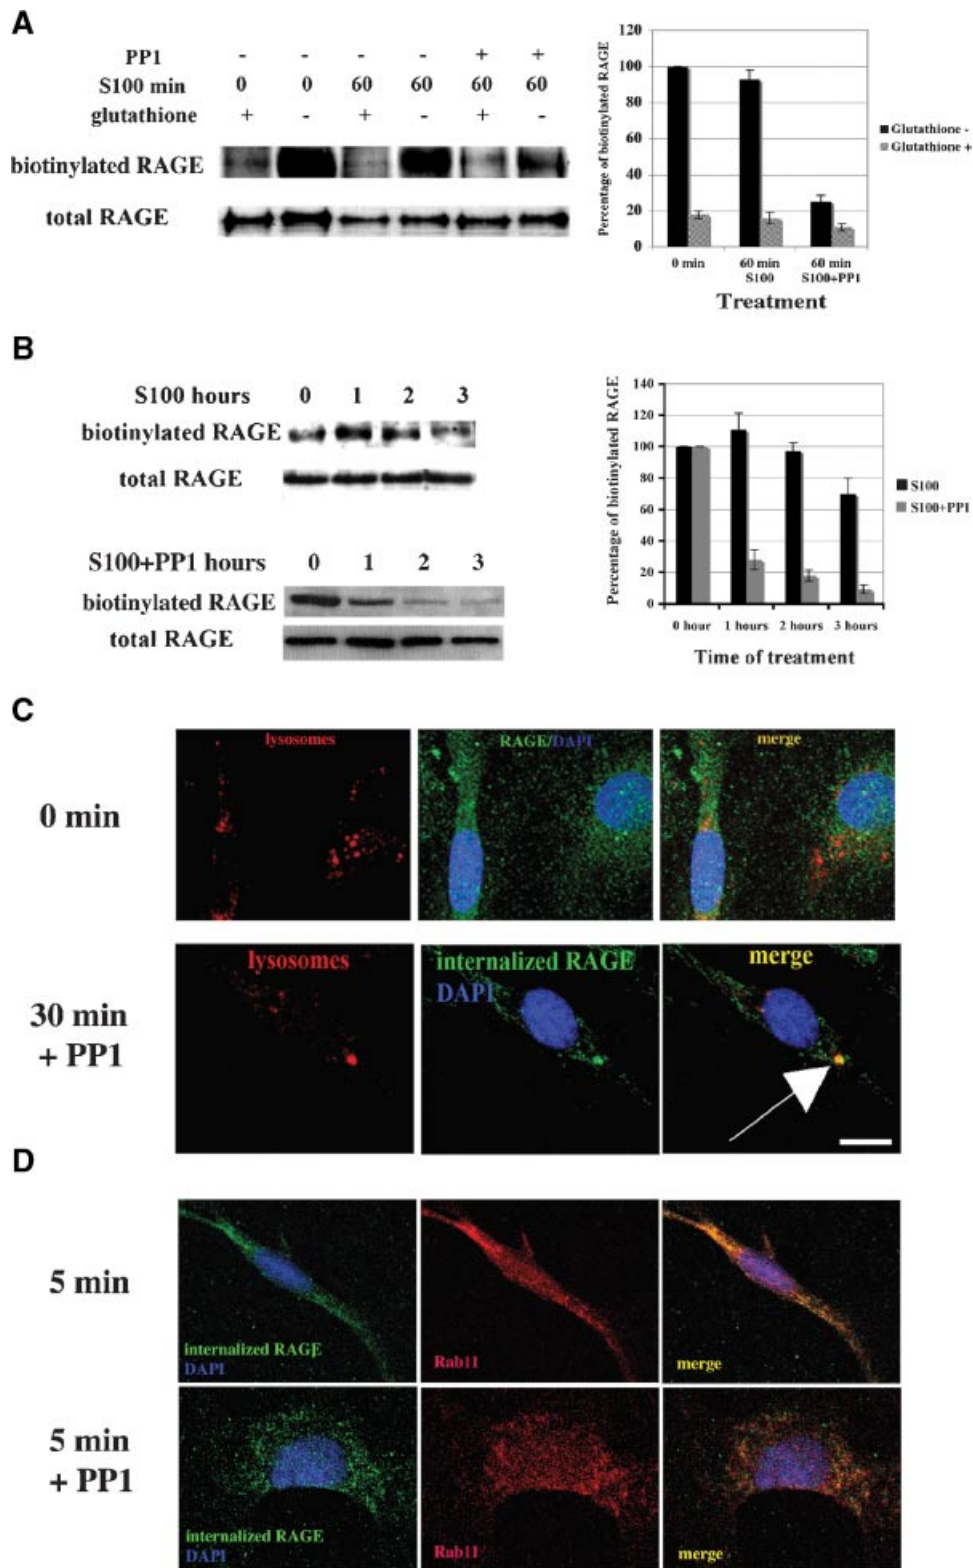 A
PP1 - - - - + +
S100 min 0 0 60 60 60 60
glutathione + - + - + -
biotinylated RAGE
total RAGE
Percentage of biotinylated RAGE
120
100
80
60
40
20
0
0 min
60 min
S100
60 min
S100+PP1
Treatment
Glutathione -
Glutathione +
B
S100 hours 0 1 2 3
biotinylated RAGE
total RAGE
S100+PP1 hours 0 1 2 3
biotinylated RAGE
total RAGE
Percentage of biotinylated RAGE
140
120
100
80
60
40
20
0
0 hour 1 hours 2 hours 3 hours
Time of treatment
S100
S100+PP1
C
0 min
lysosomes
RAGE/DAPI
merge
30 min
+ PP1
lysosomes
internalized RAGE
DAPI
merge
D
5 min
internalized RAGE
DAPI
Rab11
merge
5 min
+ PP1
internalized RAGE
DAPI
Rab11
merge